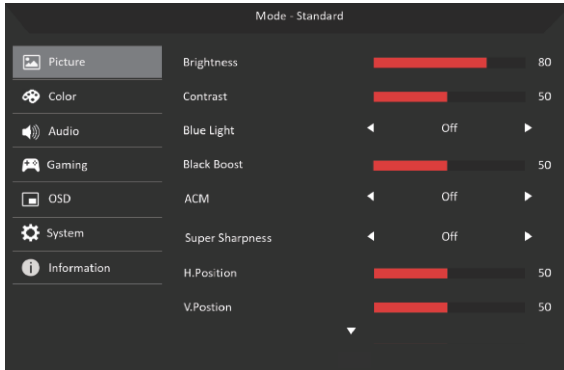 Mode - Standard
Picture
Color
Audio
Gaming
OSD
System
Information
Brightness 80
Contrast 50
Blue Light Off
Black Boost 50
ACM Off
Super Sharpness Off
H.Position 50
V.Postion 50